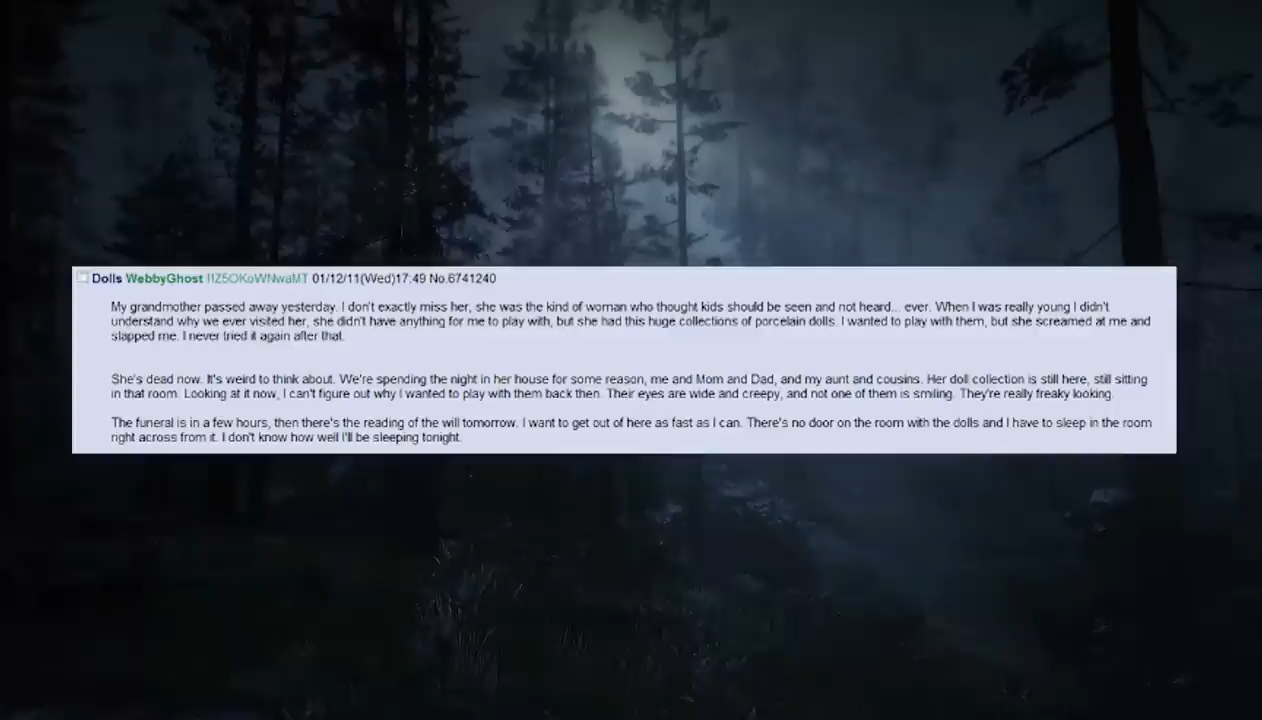 Dolls WebbyGhost !!Z5OKoWNwaMT 01/12/11(Wed)17:49 No.6741240
My grandmother passed away yesterday. I don't exactly miss her, she was the kind of woman who thought kids should be seen and not heard... ever. When I was really young I didn't
understand why we ever visited her, she didn't have anything for me to play with, but she had this huge collections of porcelain dolls. I wanted to play with them, but she screamed at me and
slapped me. I never tried it again after that.
She's dead now. It's weird to think about. We're spending the night in her house for some reason, me and Mom and Dad, and my aunt and cousins. Her doll collection is still here, still sitting
in that room. Looking at it now, I can't figure out why I wanted to play with them back then. Their eyes are wide and creepy, and not one of them is smiling. They're really freaky looking.
The funeral is in a few hours, then there's the reading of the will tomorrow. I want to get out of here as fast as I can. There's no door on the room with the dolls and I have to sleep in the room
right across from it. I don't know how well I'll be sleeping tonight.